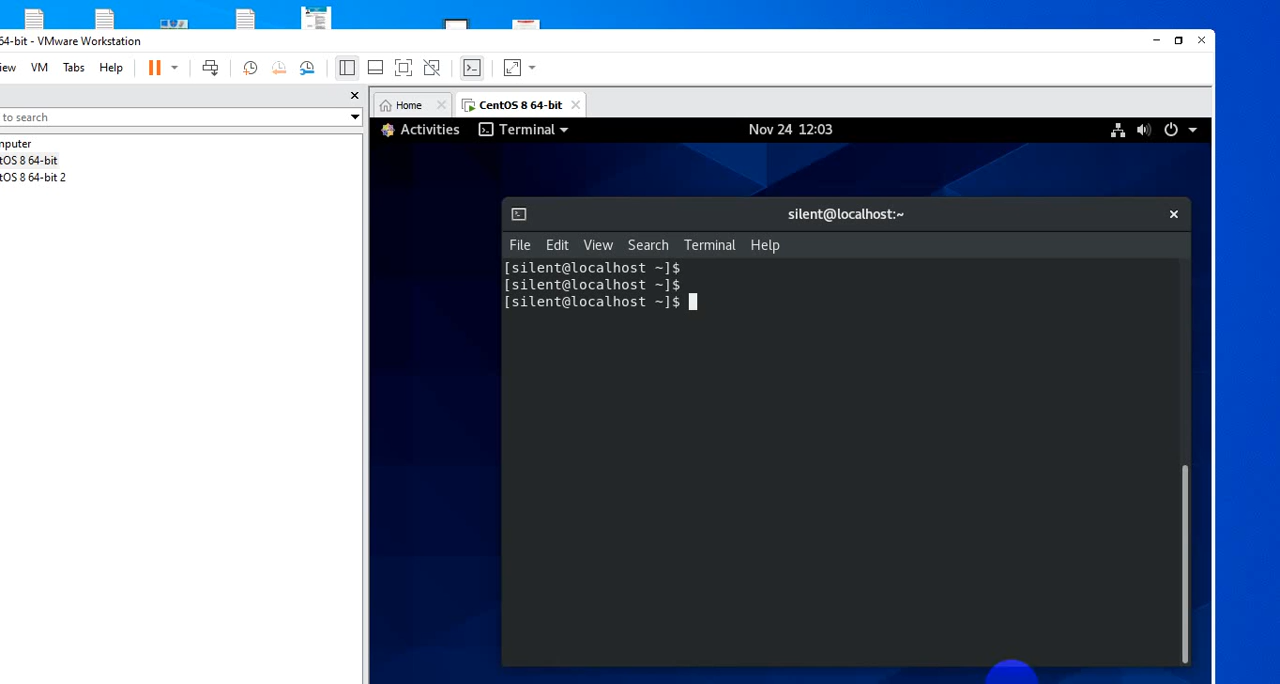 64-bit - VMware Workstation
iew VM Tabs Help
to search
Home
CentOS 8 64-bit
mputer
tOS 8 64-bit
tOS 8 64-bit 2
Activities
Terminal
Nov 24 12:03
silent@localhost:~
File Edit View Search Terminal Help
[silent@localhost ~]$
[silent@localhost ~]$
[silent@localhost ~]$